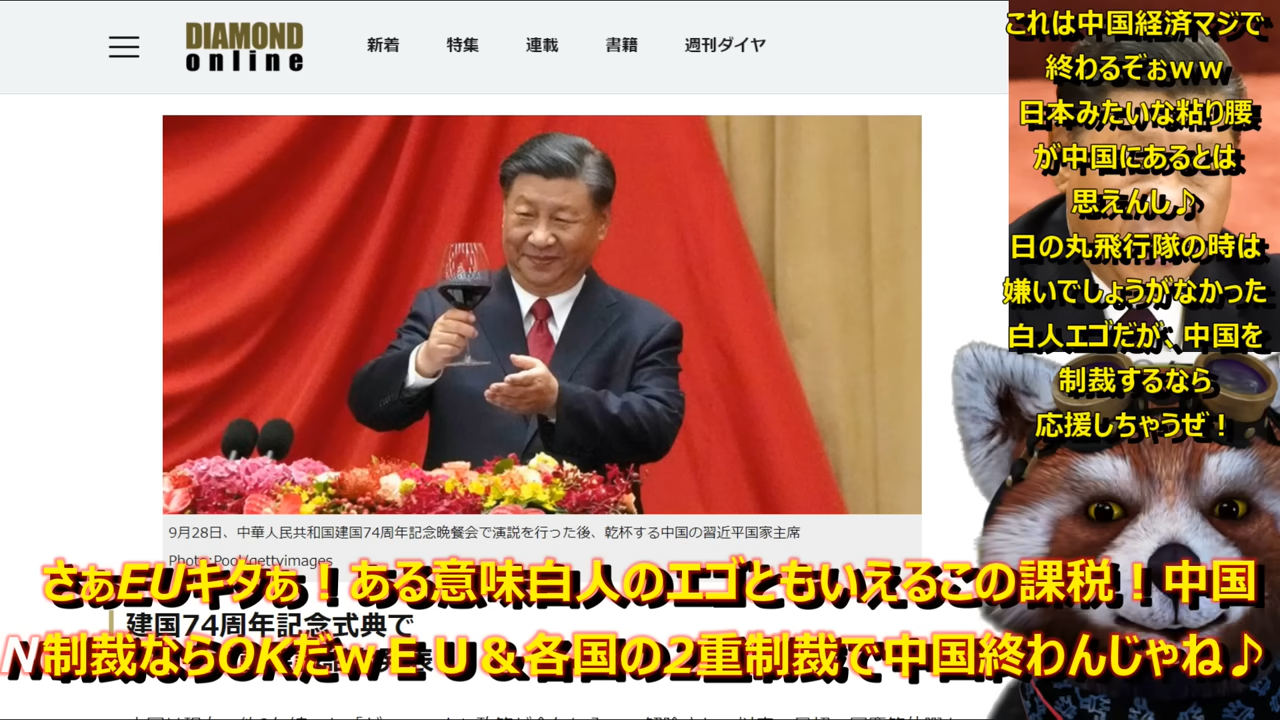 DIAMOND
online
新着 特集 連載 書籍 週刊ダイヤ
これは中国経済マジで
終わるぞぉｗｗ
日本みたいな粘り腰
が中国にあるとは
思えんし♪
日の丸飛行隊の時は
嫌いでしょうがなかった
白人エゴだが、中国を
制裁するなら
応援しちゃうぜ！
9月28日、中華人民共和国建国74周年記念晩餐会で演説を行った後、乾杯する中国の習近平国家主席
Photo:Pool/gettyimages
さぁEUキタぁ！ある意味白人のエゴともいえるこの課税！中国
建国74周年記念式典で
N制裁ならOKだｗＥＵ＆各国の2重制裁で中国終わんじゃね♪